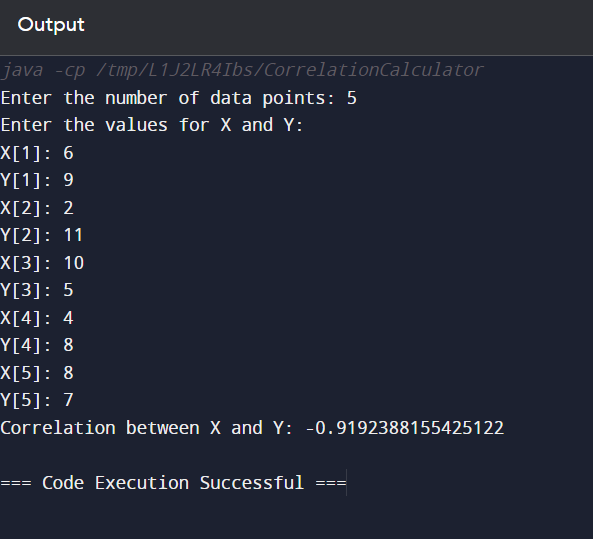 Output
java -cp /tmp/L1J2LR4Ibs/CorrelationCalculator
Enter the number of data points: 5
Enter the values for X and Y:
X[1]: 6
Y[1]: 9
X[2]: 2
Y[2]: 11
X[3]: 10
Y[3]: 5
X[4]: 4
Y[4]: 8
X[5]: 8
Y[5]: 7
Correlation between X and Y: -0.9192388155425122
=== Code Execution Successful ===